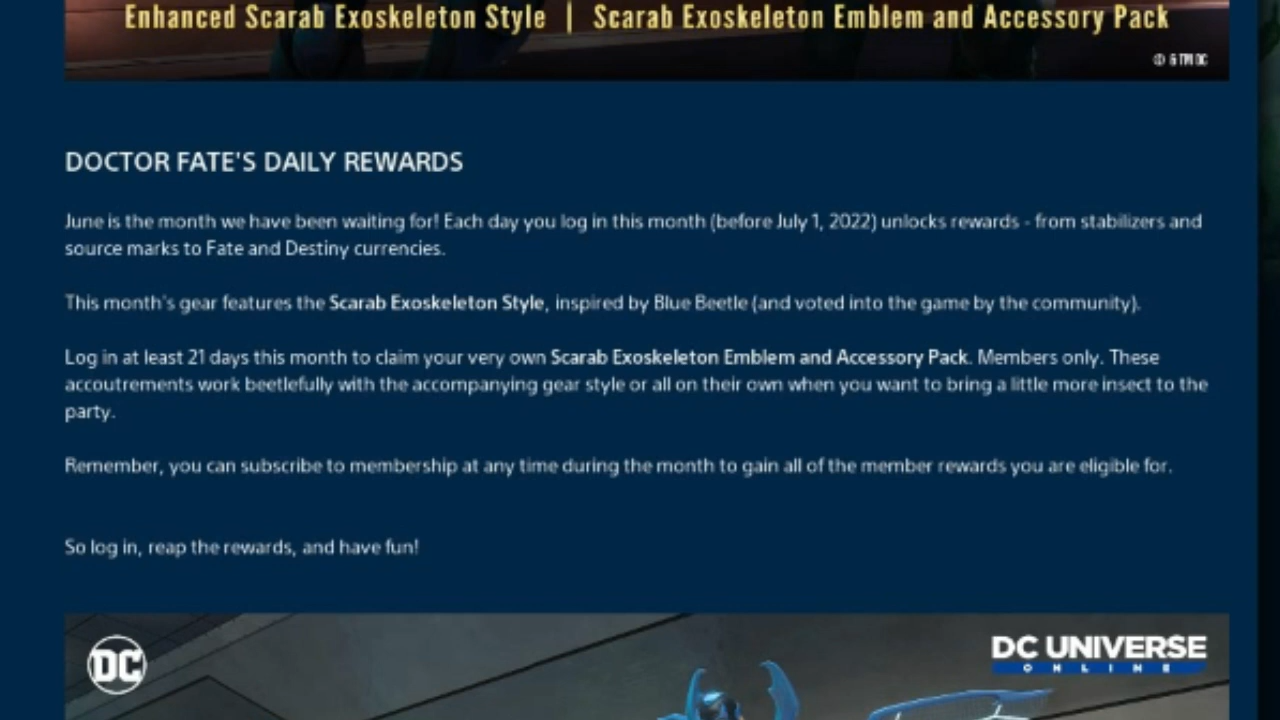 Enhanced Scarab Exoskeleton Style | Scarab Exoskeleton Emblem and Accessory Pack
© & TM DC
DOCTOR FATE'S DAILY REWARDS
June is the month we have been waiting for! Each day you log in this month (before July 1, 2022) unlocks rewards - from stabilizers and
source marks to Fate and Destiny currencies.
This month's gear features the Scarab Exoskeleton Style, inspired by Blue Beetle (and voted into the game by the community).
Log in at least 21 days this month to claim your very own Scarab Exoskeleton Emblem and Accessory Pack. Members only. These
accoutrements work beetlefully with the accompanying gear style or all on their own when you want to bring a little more insect to the
party.
Remember, you can subscribe to membership at any time during the month to gain all of the member rewards you are eligible for.
So log in, reap the rewards, and have fun!
DC
DC UNIVERSE
ONLINE